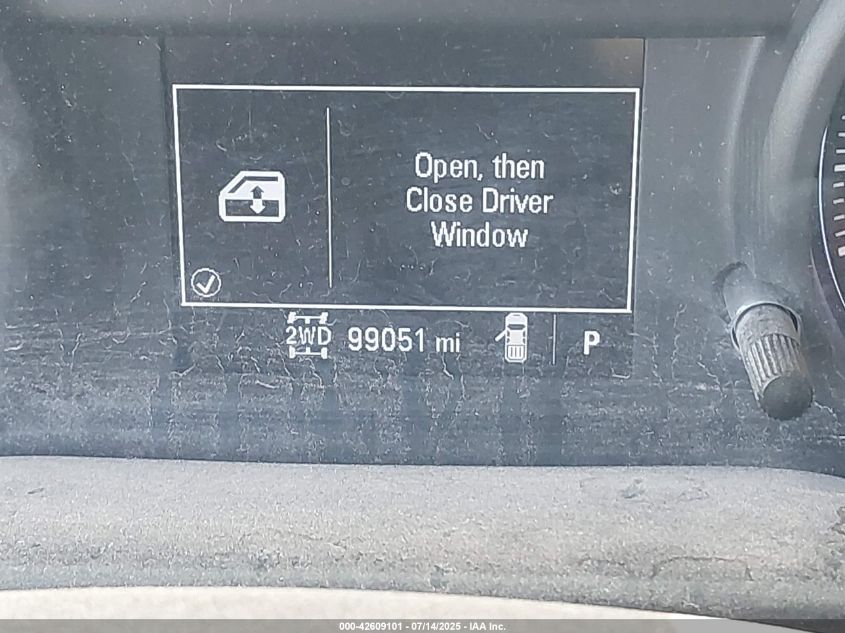 Open, then
Close Driver
Window
2WD 99051 mi P
000-42609101 - 07/14/2025 - IAA Inc.